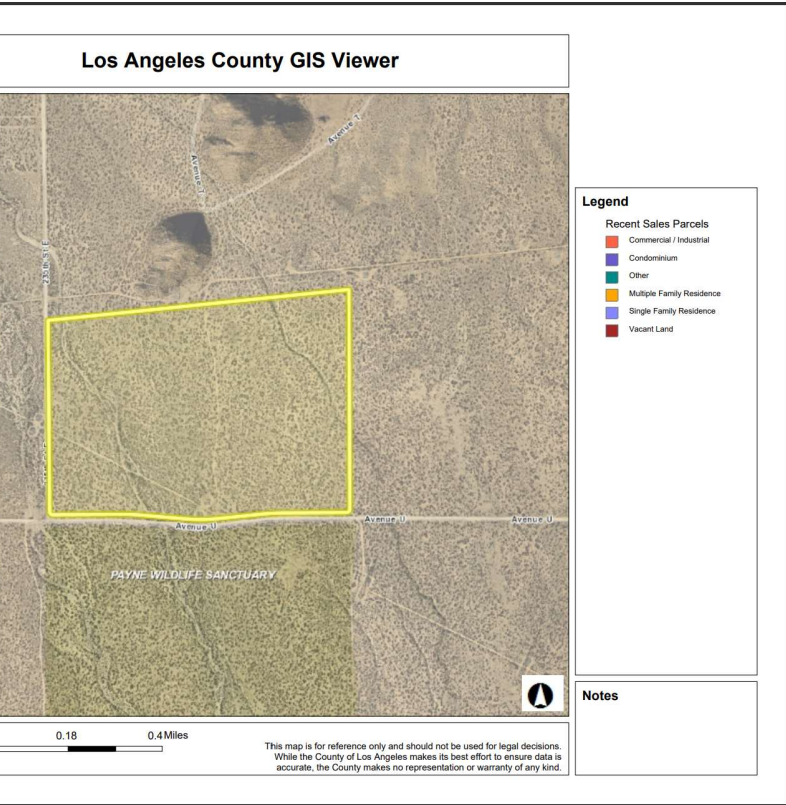 Los Angeles County GIS Viewer
Avenue T
Avenue T
230th St E
Avenue U
Avenue U
Avenue U
PAYNE WILDLIFE SANCTUARY
Legend
Recent Sales Parcels
Commercial / Industrial
Condominium
Other
Multiple Family Residence
Single Family Residence
Vacant Land
Notes
0.18
0.4 Miles
This map is for reference only and should not be used for legal decisions.
While the County of Los Angeles makes its best effort to ensure data is
accurate, the County makes no representation or warranty of any kind.